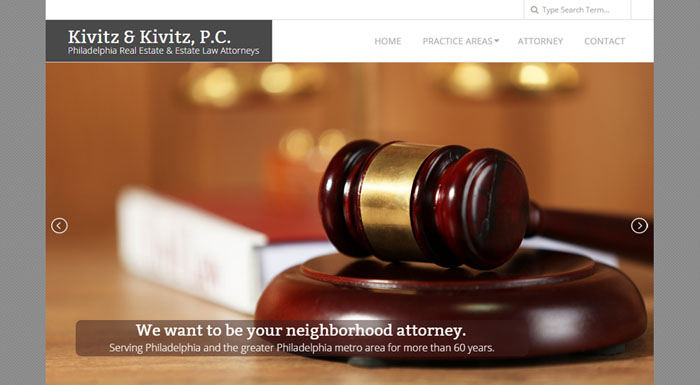 Type Search Term...
Kivitz & Kivitz, P.C.
Philadelphia Real Estate & Estate Law Attorneys
HOME PRACTICE AREAS ATTORNEY CONTACT
We want to be your neighborhood attorney.
Serving Philadelphia and the greater Philadelphia metro area for more than 60 years.